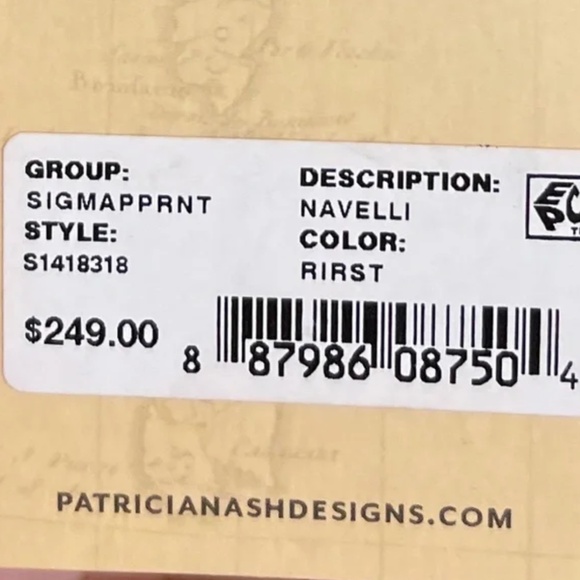 GROUP:
SIGMAPPRNT
STYLE:
S1418318
DESCRIPTION:
NAVELLI
COLOR:
RIRST
$249.00
8 87986 08750 4
PATRICIANASHDESIGNS.COM